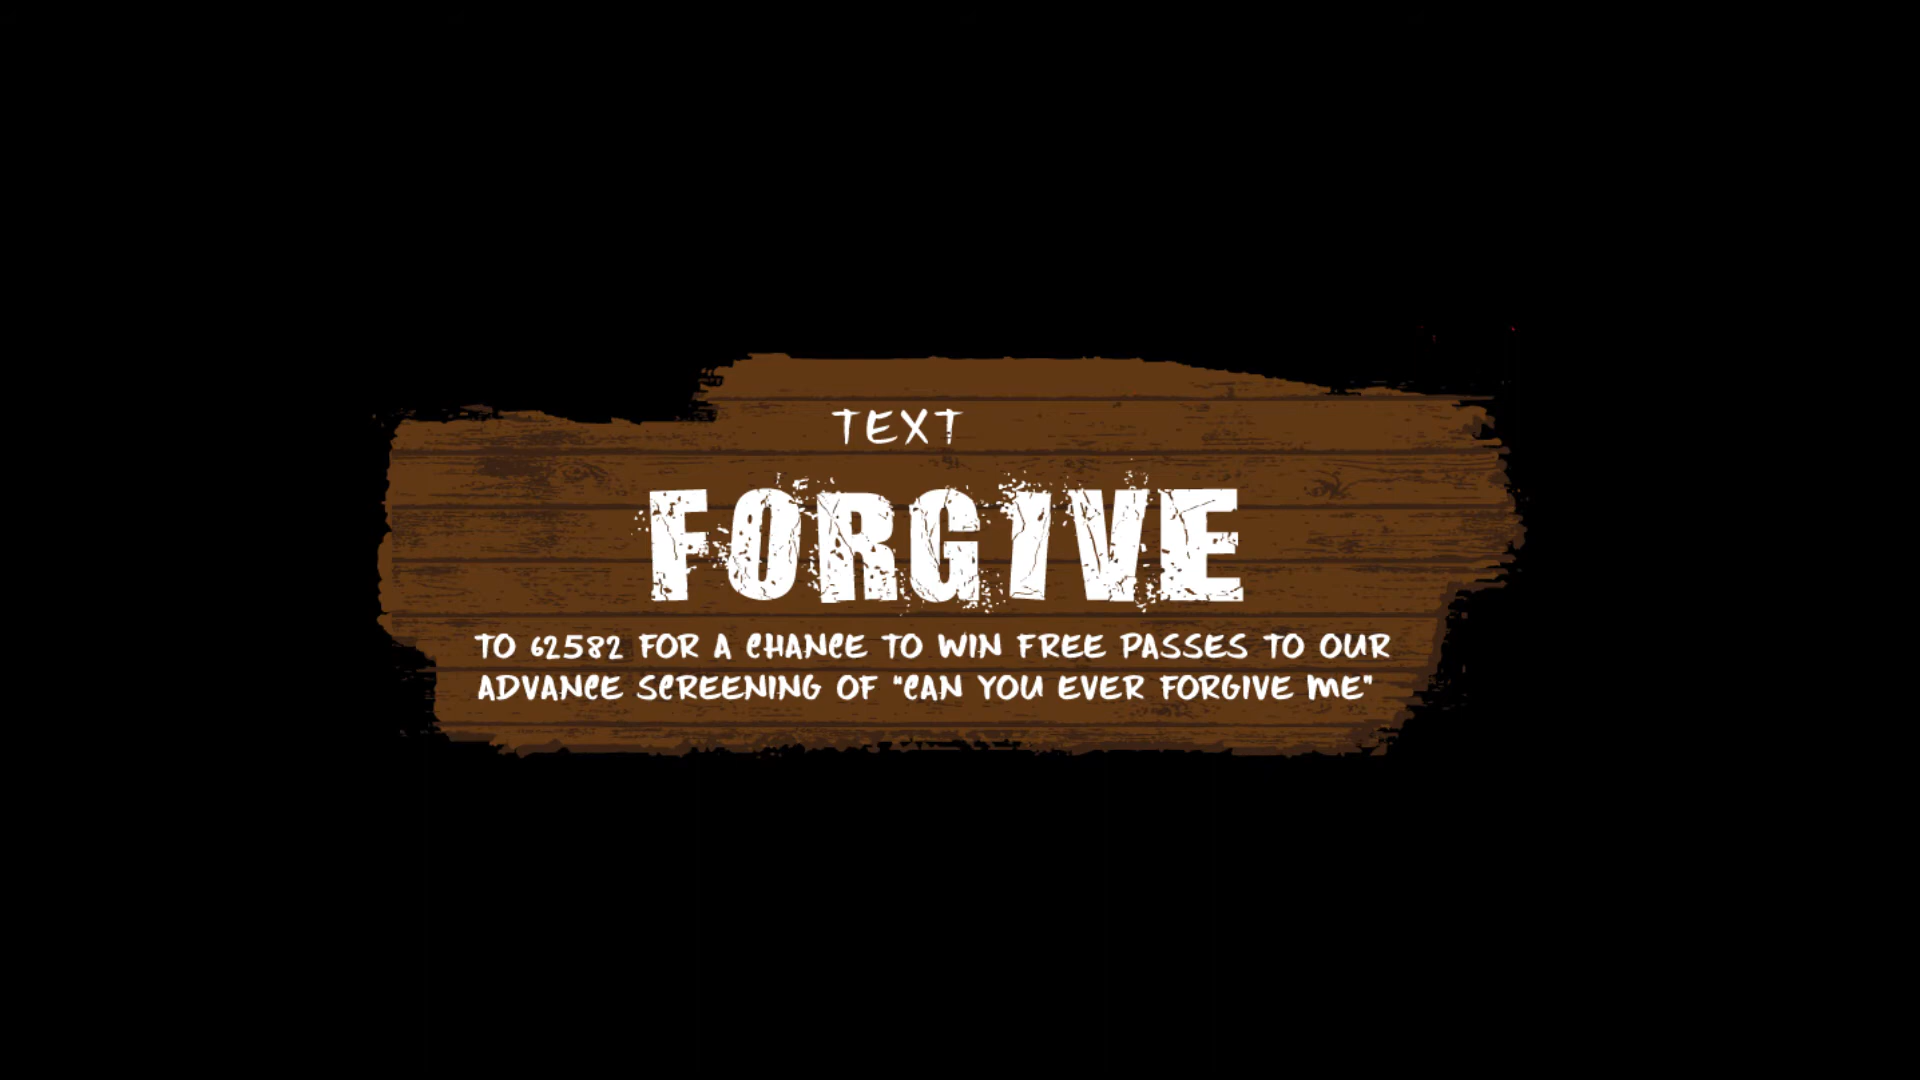 TEXT
FORGIVE
TO 62582 FOR A CHANCE TO WIN FREE PASSES TO OUR
ADVANCE SCREENING OF "CAN YOU EVER FORGIVE ME"